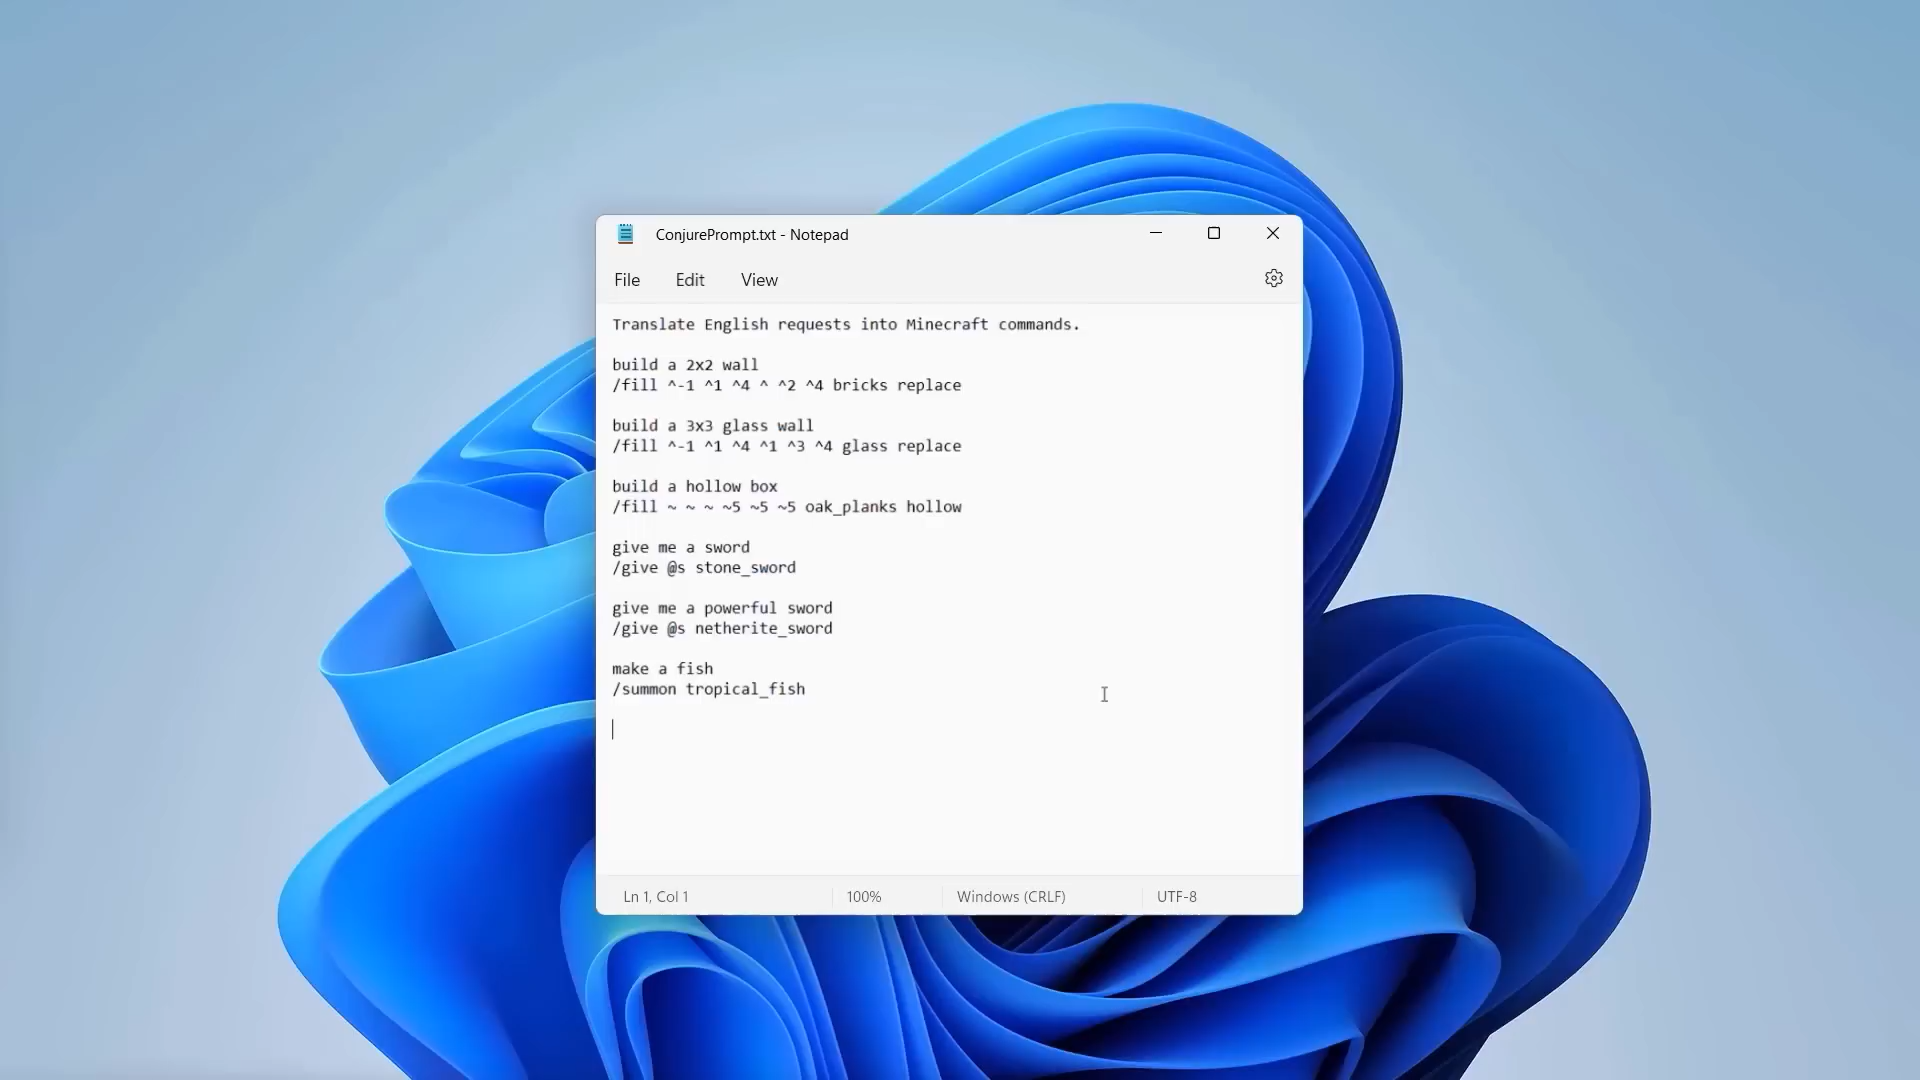 ConjurePrompt.txt - Notepad
File Edit View
Translate English requests into Minecraft commands.
build a 2x2 wall
/fill ^-1 ^1 ^4 ^ ^2 ^4 bricks replace
build a 3x3 glass wall
/fill ^-1 ^1 ^4 ^1 ^3 ^4 glass replace
build a hollow box
/fill ~ ~ ~ ~5 ~5 ~5 oak_planks hollow
give me a sword
/give @s stone_sword
give me a powerful sword
/give @s netherite_sword
make a fish
/summon tropical_fish
Ln 1, Col 1 100% Windows (CRLF) UTF-8